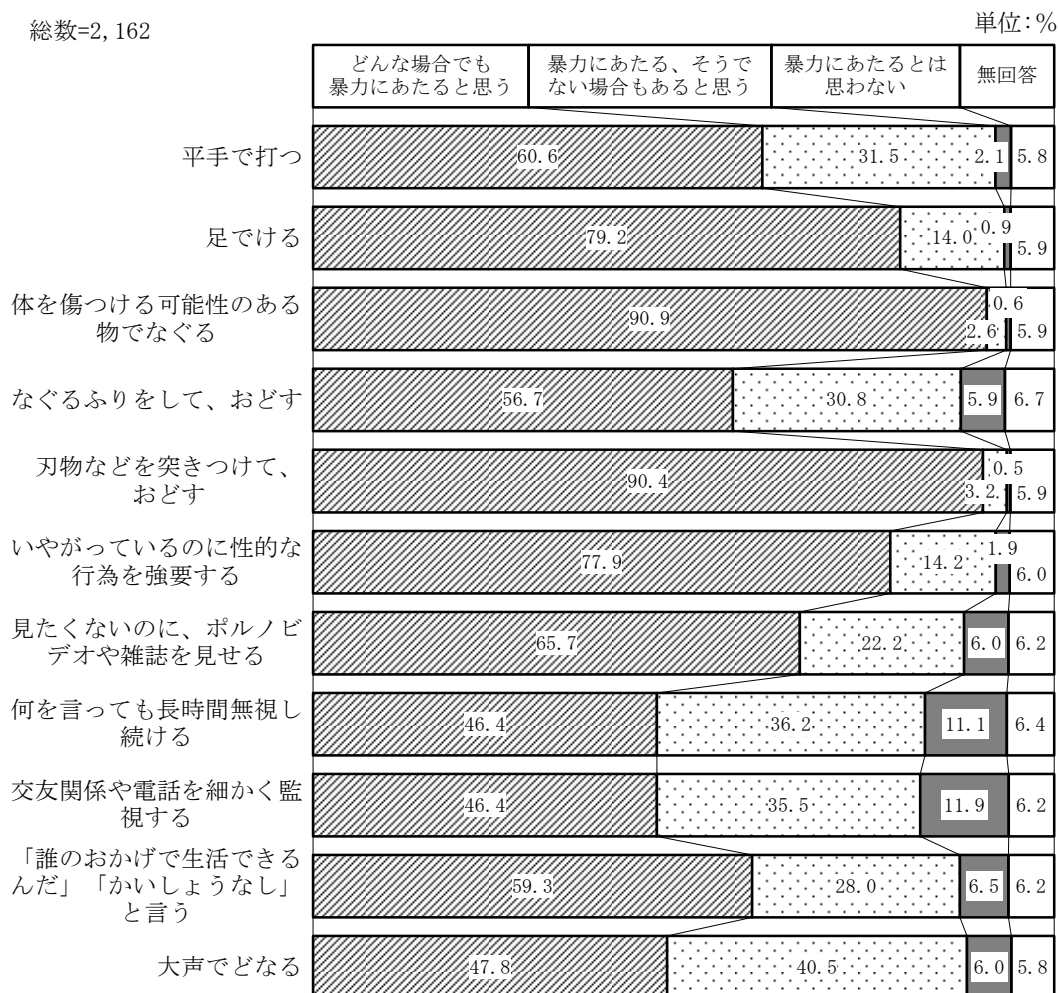 総数=2,162
単位:％
どんな場合でも
暴力にあたると思う
暴力にあたる、そうで
ない場合もあると思う
暴力にあたるとは
思わない
無回答
平手で打つ
60.6 31.5 2.1 5.8
足でける
79.2 14.0 0.9 5.9
体を傷つける可能性のある
物でなぐる
90.9 2.6 0.6 5.9
なぐるふりをして、おどす
56.7 30.8 5.9 6.7
刃物などを突きつけて、
おどす
90.4 3.2 0.5 5.9
いやがっているのに性的な
行為を強要する
77.9 14.2 1.9 6.0
見たくないのに、ポルノビ
デオや雑誌を見せる
65.7 22.2 6.0 6.2
何を言っても長時間無視し
続ける
46.4 36.2 11.1 6.4
交友関係や電話を細かく監
視する
46.4 35.5 11.9 6.2
「誰のおかげで生活できる
んだ」「かいしょうなし」
と言う
59.3 28.0 6.5 6.2
大声でどなる
47.8 40.5 6.0 5.8